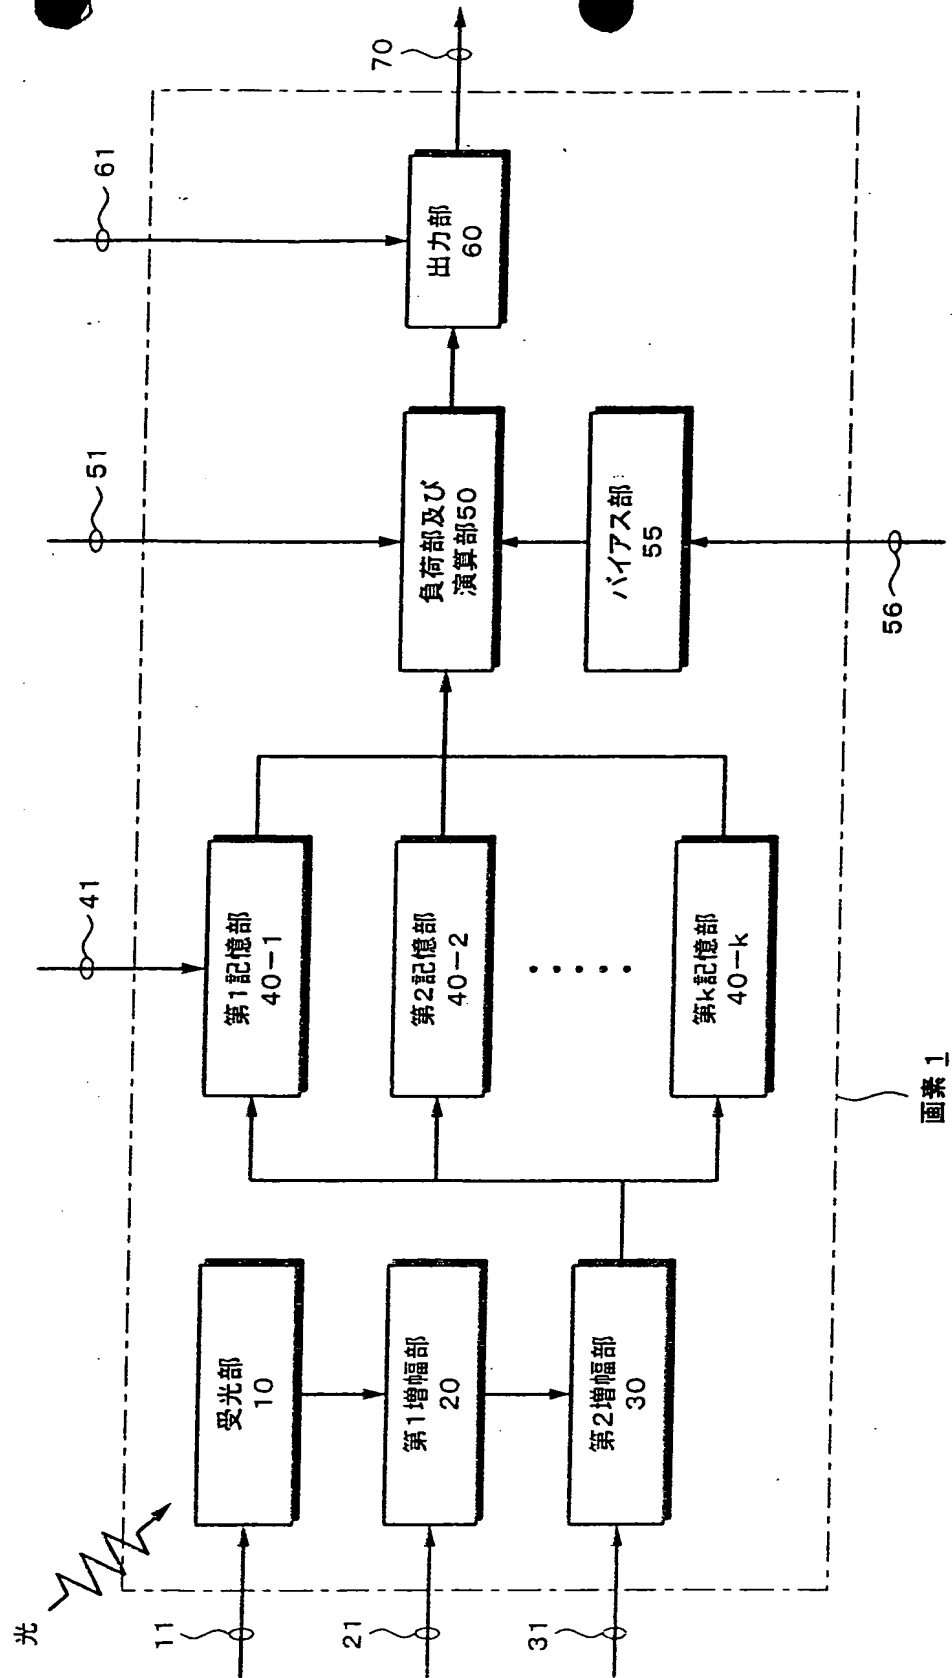 光
11
21
31
受光部
10
第1増幅部
20
第2増幅部
30
41
第1記憶部
40-1
第2記憶部
40-2
第k記憶部
40-k
51
負荷部及び
演算部50
バイアス部
55
56
61
出力部
60
70
画素 1